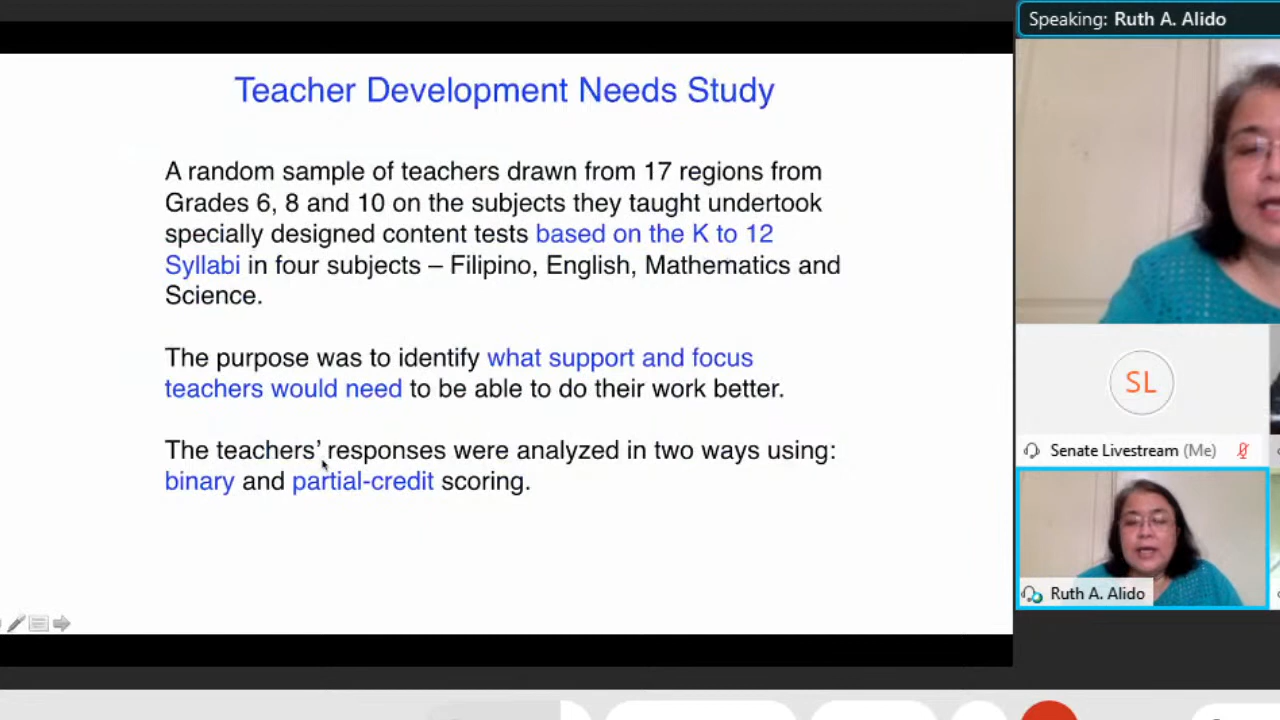 Speaking: Ruth A. Alido
Teacher Development Needs Study
A random sample of teachers drawn from 17 regions from
Grades 6, 8 and 10 on the subjects they taught undertook
specially designed content tests based on the K to 12
Syllabi in four subjects – Filipino, English, Mathematics and
Science.
The purpose was to identify what support and focus
teachers would need to be able to do their work better.
The teachers’ responses were analyzed in two ways using:
binary and partial-credit scoring.
SL
Senate Livestream (Me)
Ruth A. Alido